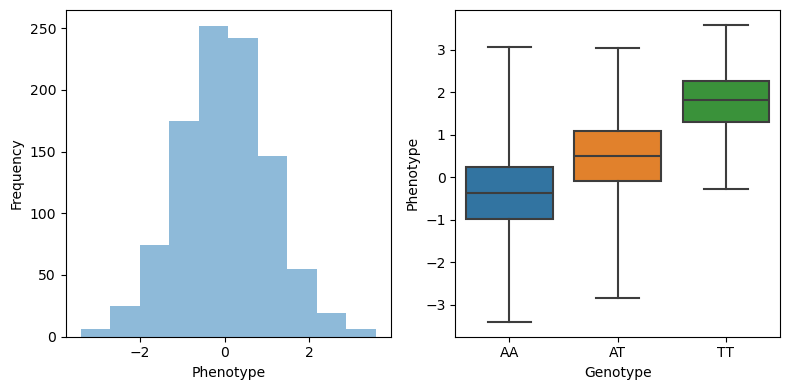 250
200
150
100
50
0
Frequency
−2
0
2
Phenotype
3
2
1
0
−1
−2
−3
Phenotype
AA
AT
TT
Genotype